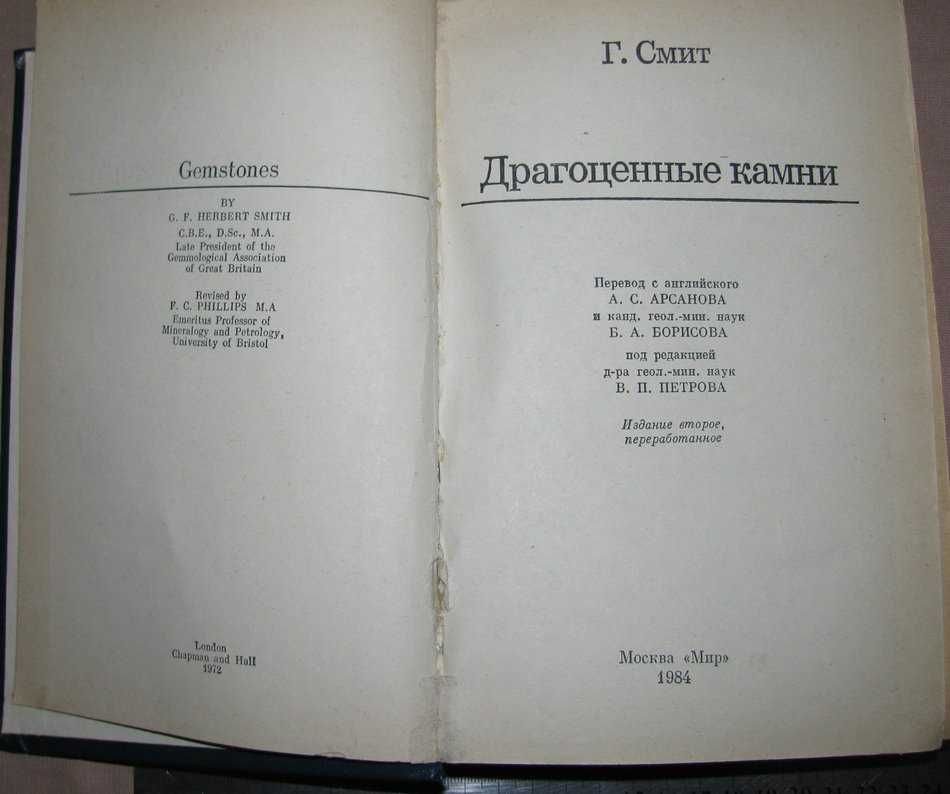 Gemstones
BY
G. F. HERBERT SMITH
C.B.E., D.Sc., M.A.
Late President of the
Gemmological Association
of Great Britain
Revised by
F. C. PHILLIPS M.A
Emeritus Professor of
Mineralogy and Petrology,
University of Bristol
London
Chapman and Hall
1972
Г. Смит
Драгоценные камни
Перевод с английского
А. С. АРСАНОВА
и канд. геол.-мин. наук
Б. А. БОРИСОВА
под редакцией
д-ра геол.-мин. наук
В. П. ПЕТРОВА
Издание второе,
переработанное
Москва «Мир»
1984